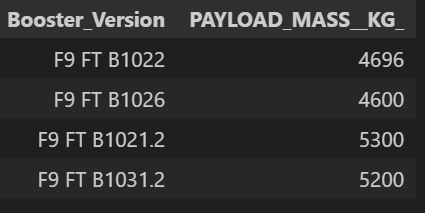 Booster_Version PAYLOAD_MASS__KG_
F9 FT B1022 4696
F9 FT B1026 4600
F9 FT B1021.2 5300
F9 FT B1031.2 5200